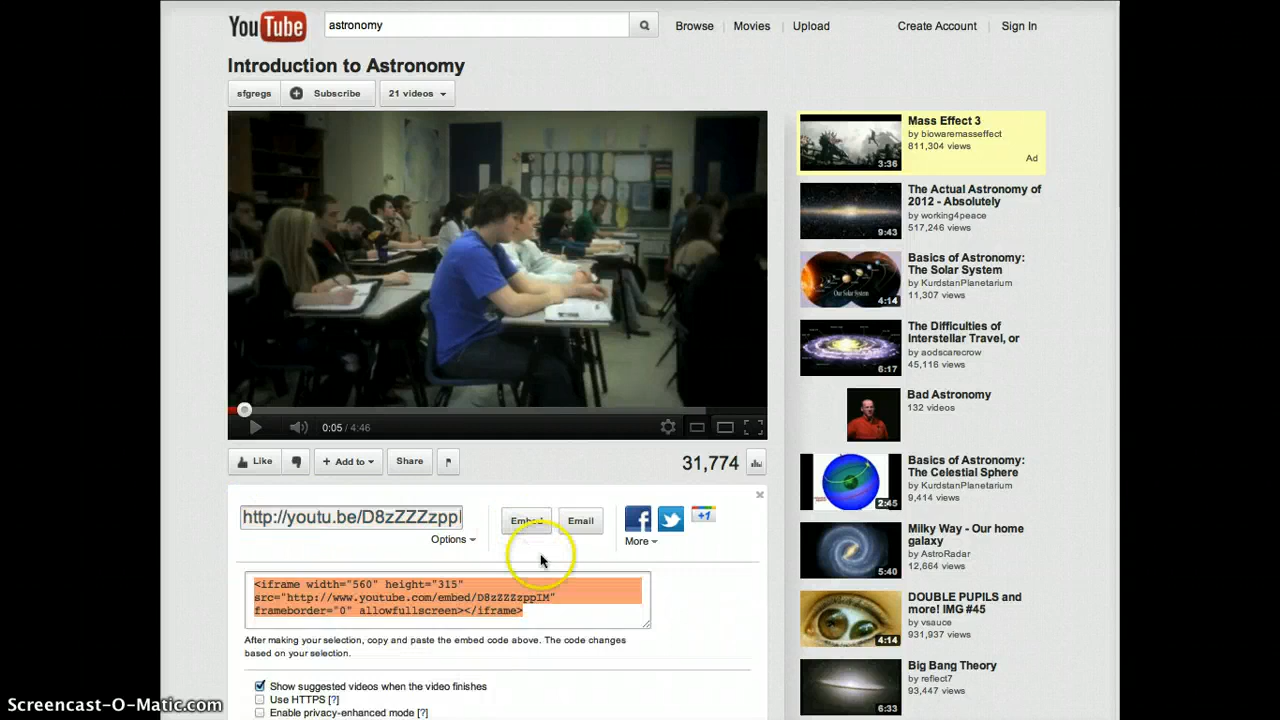 YouTube
astronomy
Browse
Movies
Upload
Create Account
Sign In
Introduction to Astronomy
sfgregs
Subscribe
21 videos
0:05 / 4:46
Like
Add to
Share
31,774
http://youtu.be/D8zZZZzpp
Options
Embed
Email
+1
More
<iframe width="560" height="315"
src="http://www.youtube.com/embed/D8zZZZzppIM"
frameborder="0" allowfullscreen></iframe>
After making your selection, copy and paste the embed code above. The code changes
based on your selection.
Show suggested videos when the video finishes
Use HTTPS [?]
Enable privacy-enhanced mode [?]
Mass Effect 3
by biowaremasseffect
811,304 views
Ad
3:36
The Actual Astronomy of
2012 - Absolutely
by working4peace
517,246 views
9:43
Basics of Astronomy:
The Solar System
by KurdstanPlanetarium
11,307 views
Our Solar System
4:14
The Difficulties of
Interstellar Travel, or
by aodscarecrow
45,116 views
6:17
Bad Astronomy
132 videos
Basics of Astronomy:
The Celestial Sphere
by KurdstanPlanetarium
9,414 views
2:45
Milky Way - Our home
galaxy
by AstroRadar
12,664 views
5:40
DOUBLE PUPILS and
more! IMG #45
by vsauce
931,937 views
4:14
Big Bang Theory
by reflect7
93,447 views
6:33
Screencast-O-Matic.com